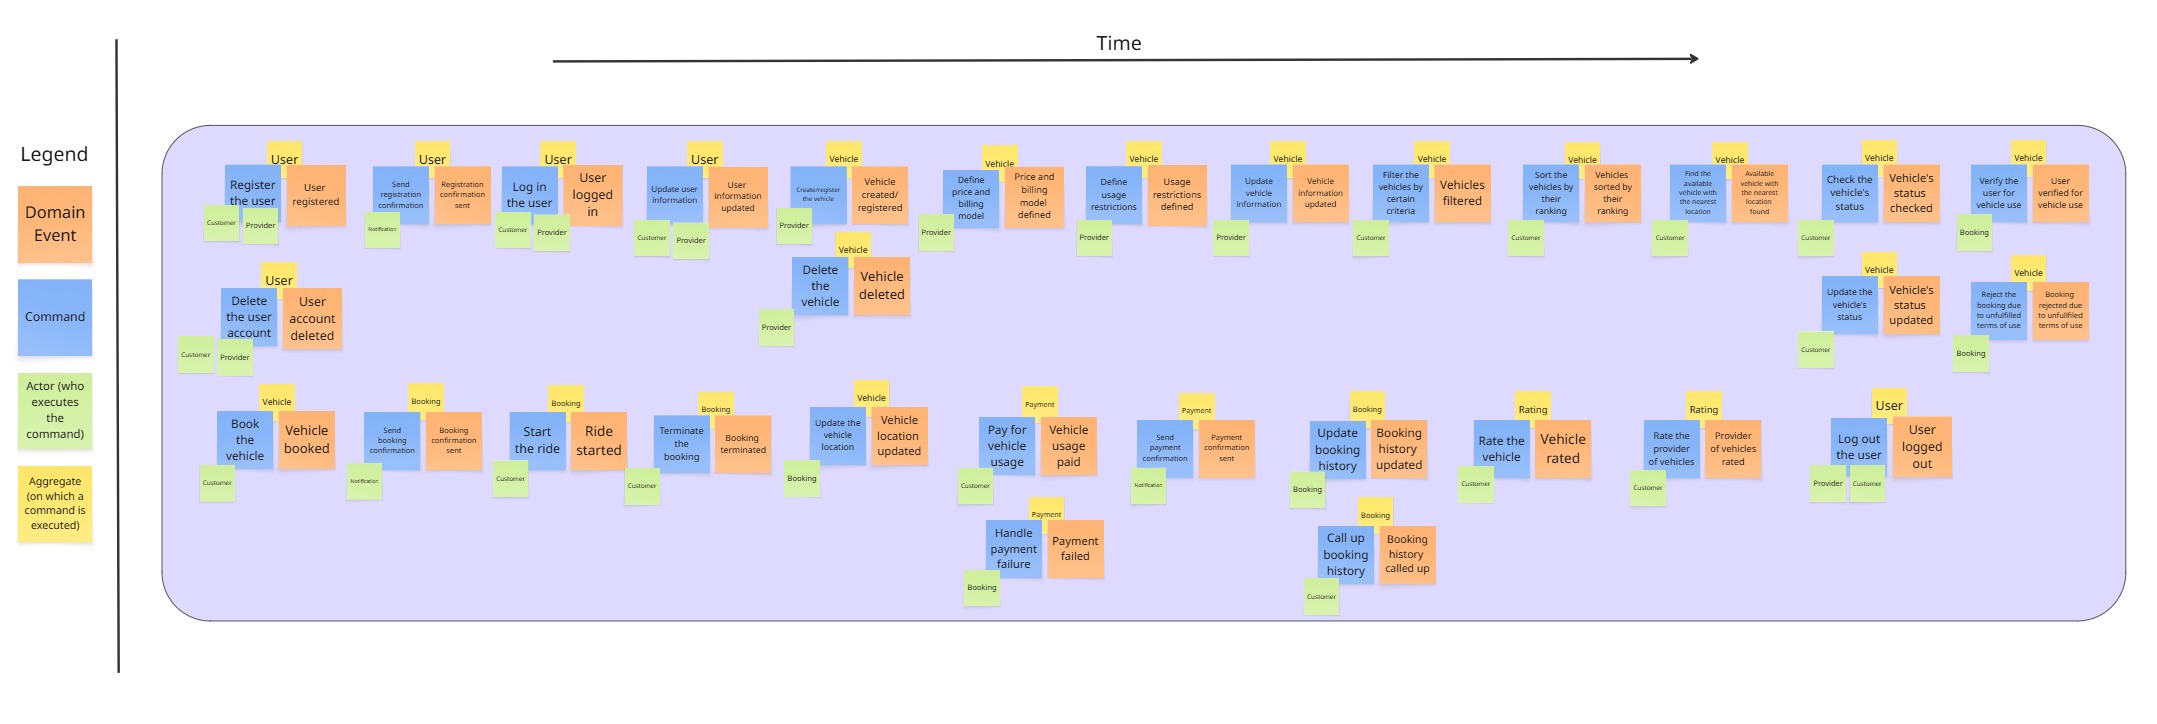 Time
Legend
Domain
Event
Command
Actor (who
executes
the
command)
Aggregate
(on which a
command is
executed)
User
Register
the user
User
registered
Customer
Provider
User
Send
registration
confirmation
Registration
confirmation
sent
Notification
User
Log in
the user
User
logged
in
Customer
Provider
User
Update user
information
User
information
updated
Customer
Provider
Vehicle
Create/register
the vehicle
Vehicle
created/
registered
Provider
Vehicle
Define
price and
billing
model
Price and
billing
model
defined
Provider
Vehicle
Define
usage
restrictions
Usage
restrictions
defined
Provider
Vehicle
Update
vehicle
information
Vehicle
information
updated
Provider
Vehicle
Filter the
vehicles by
certain
criteria
Vehicles
filtered
Customer
Vehicle
Sort the
vehicles by
their
ranking
Vehicles
sorted by
their
ranking
Customer
Vehicle
Find the
available
vehicle with
the nearest
location
Available
vehicle with
the nearest
location
found
Customer
Vehicle
Check the
vehicle's
status
Vehicle's
status
checked
Customer
Vehicle
Verify the
user for
vehicle use
User
verified for
vehicle use
Booking
User
Delete
the user
account
User
account
deleted
Customer
Provider
Vehicle
Delete
the
vehicle
Vehicle
deleted
Provider
Vehicle
Update the
vehicle's
status
Vehicle's
status
updated
Customer
Vehicle
Reject the
booking due
to unfulfilled
terms of use
Booking
rejected due
to unfullfiled
terms of use
Booking
Vehicle
Book
the
vehicle
Vehicle
booked
Customer
Booking
Send
booking
confirmation
Booking
confirmation
sent
Notification
Booking
Start
the ride
Ride
started
Customer
Booking
Terminate
the
booking
Booking
terminated
Customer
Vehicle
Update the
vehicle
location
Vehicle
location
updated
Booking
Payment
Pay for
vehicle
usage
Vehicle
usage
paid
Customer
Payment
Send
payment
confirmation
Payment
confirmation
sent
Notification
Booking
Update
booking
history
Booking
history
updated
Booking
Rating
Rate the
vehicle
Vehicle
rated
Customer
Rating
Rate the
provider
of vehicles
Provider
of vehicles
rated
Customer
User
Log out
the user
User
logged
out
Provider
Customer
Payment
Handle
payment
failure
Payment
failed
Booking
Booking
Call up
booking
history
Booking
history
called up
Customer